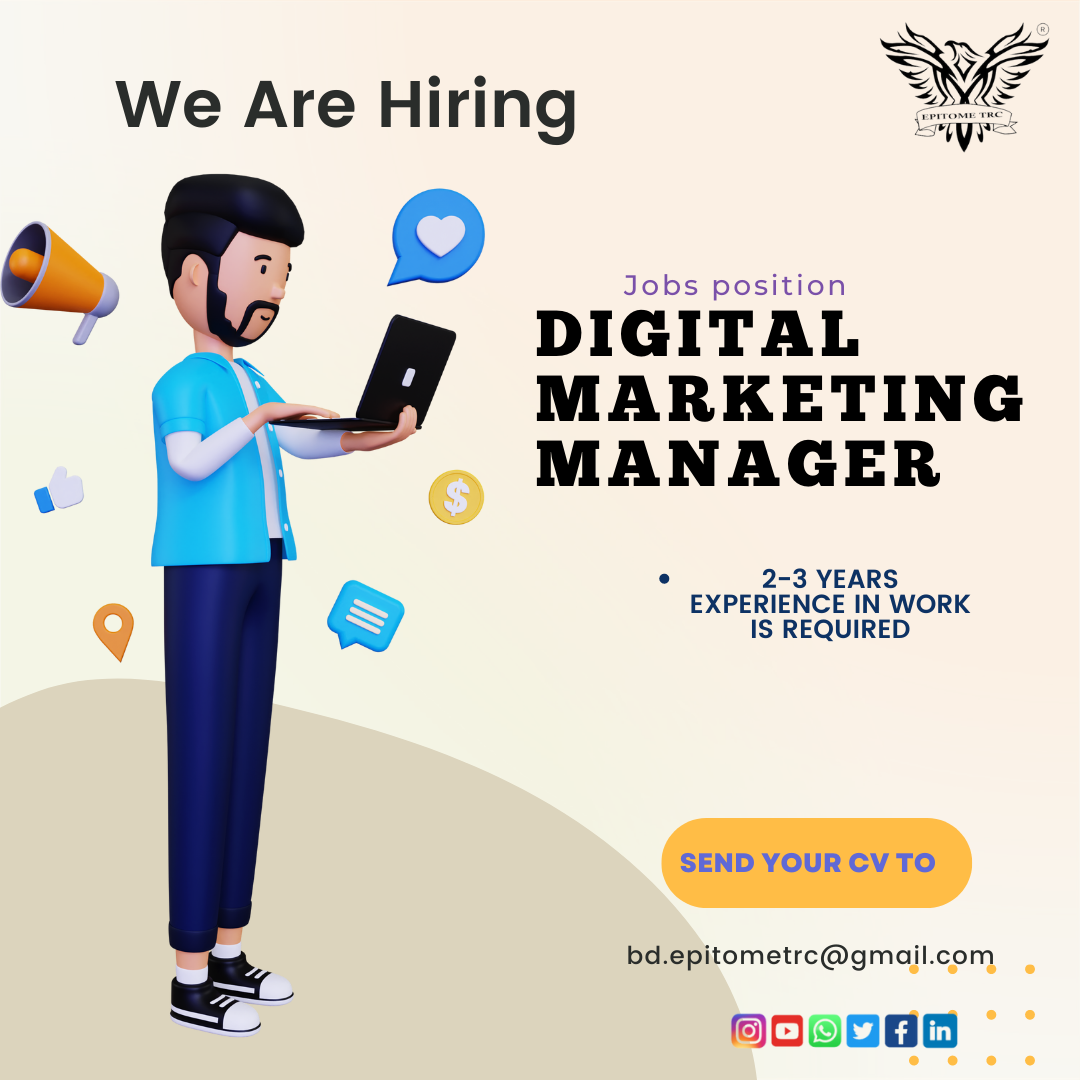 We Are Hiring
®
EPITOME TRC
Jobs position
DIGITAL
MARKETING
MANAGER
• 2-3 YEARS
EXPERIENCE IN WORK
IS REQUIRED
SEND YOUR CV TO
bd.epitometrc@gmail.com